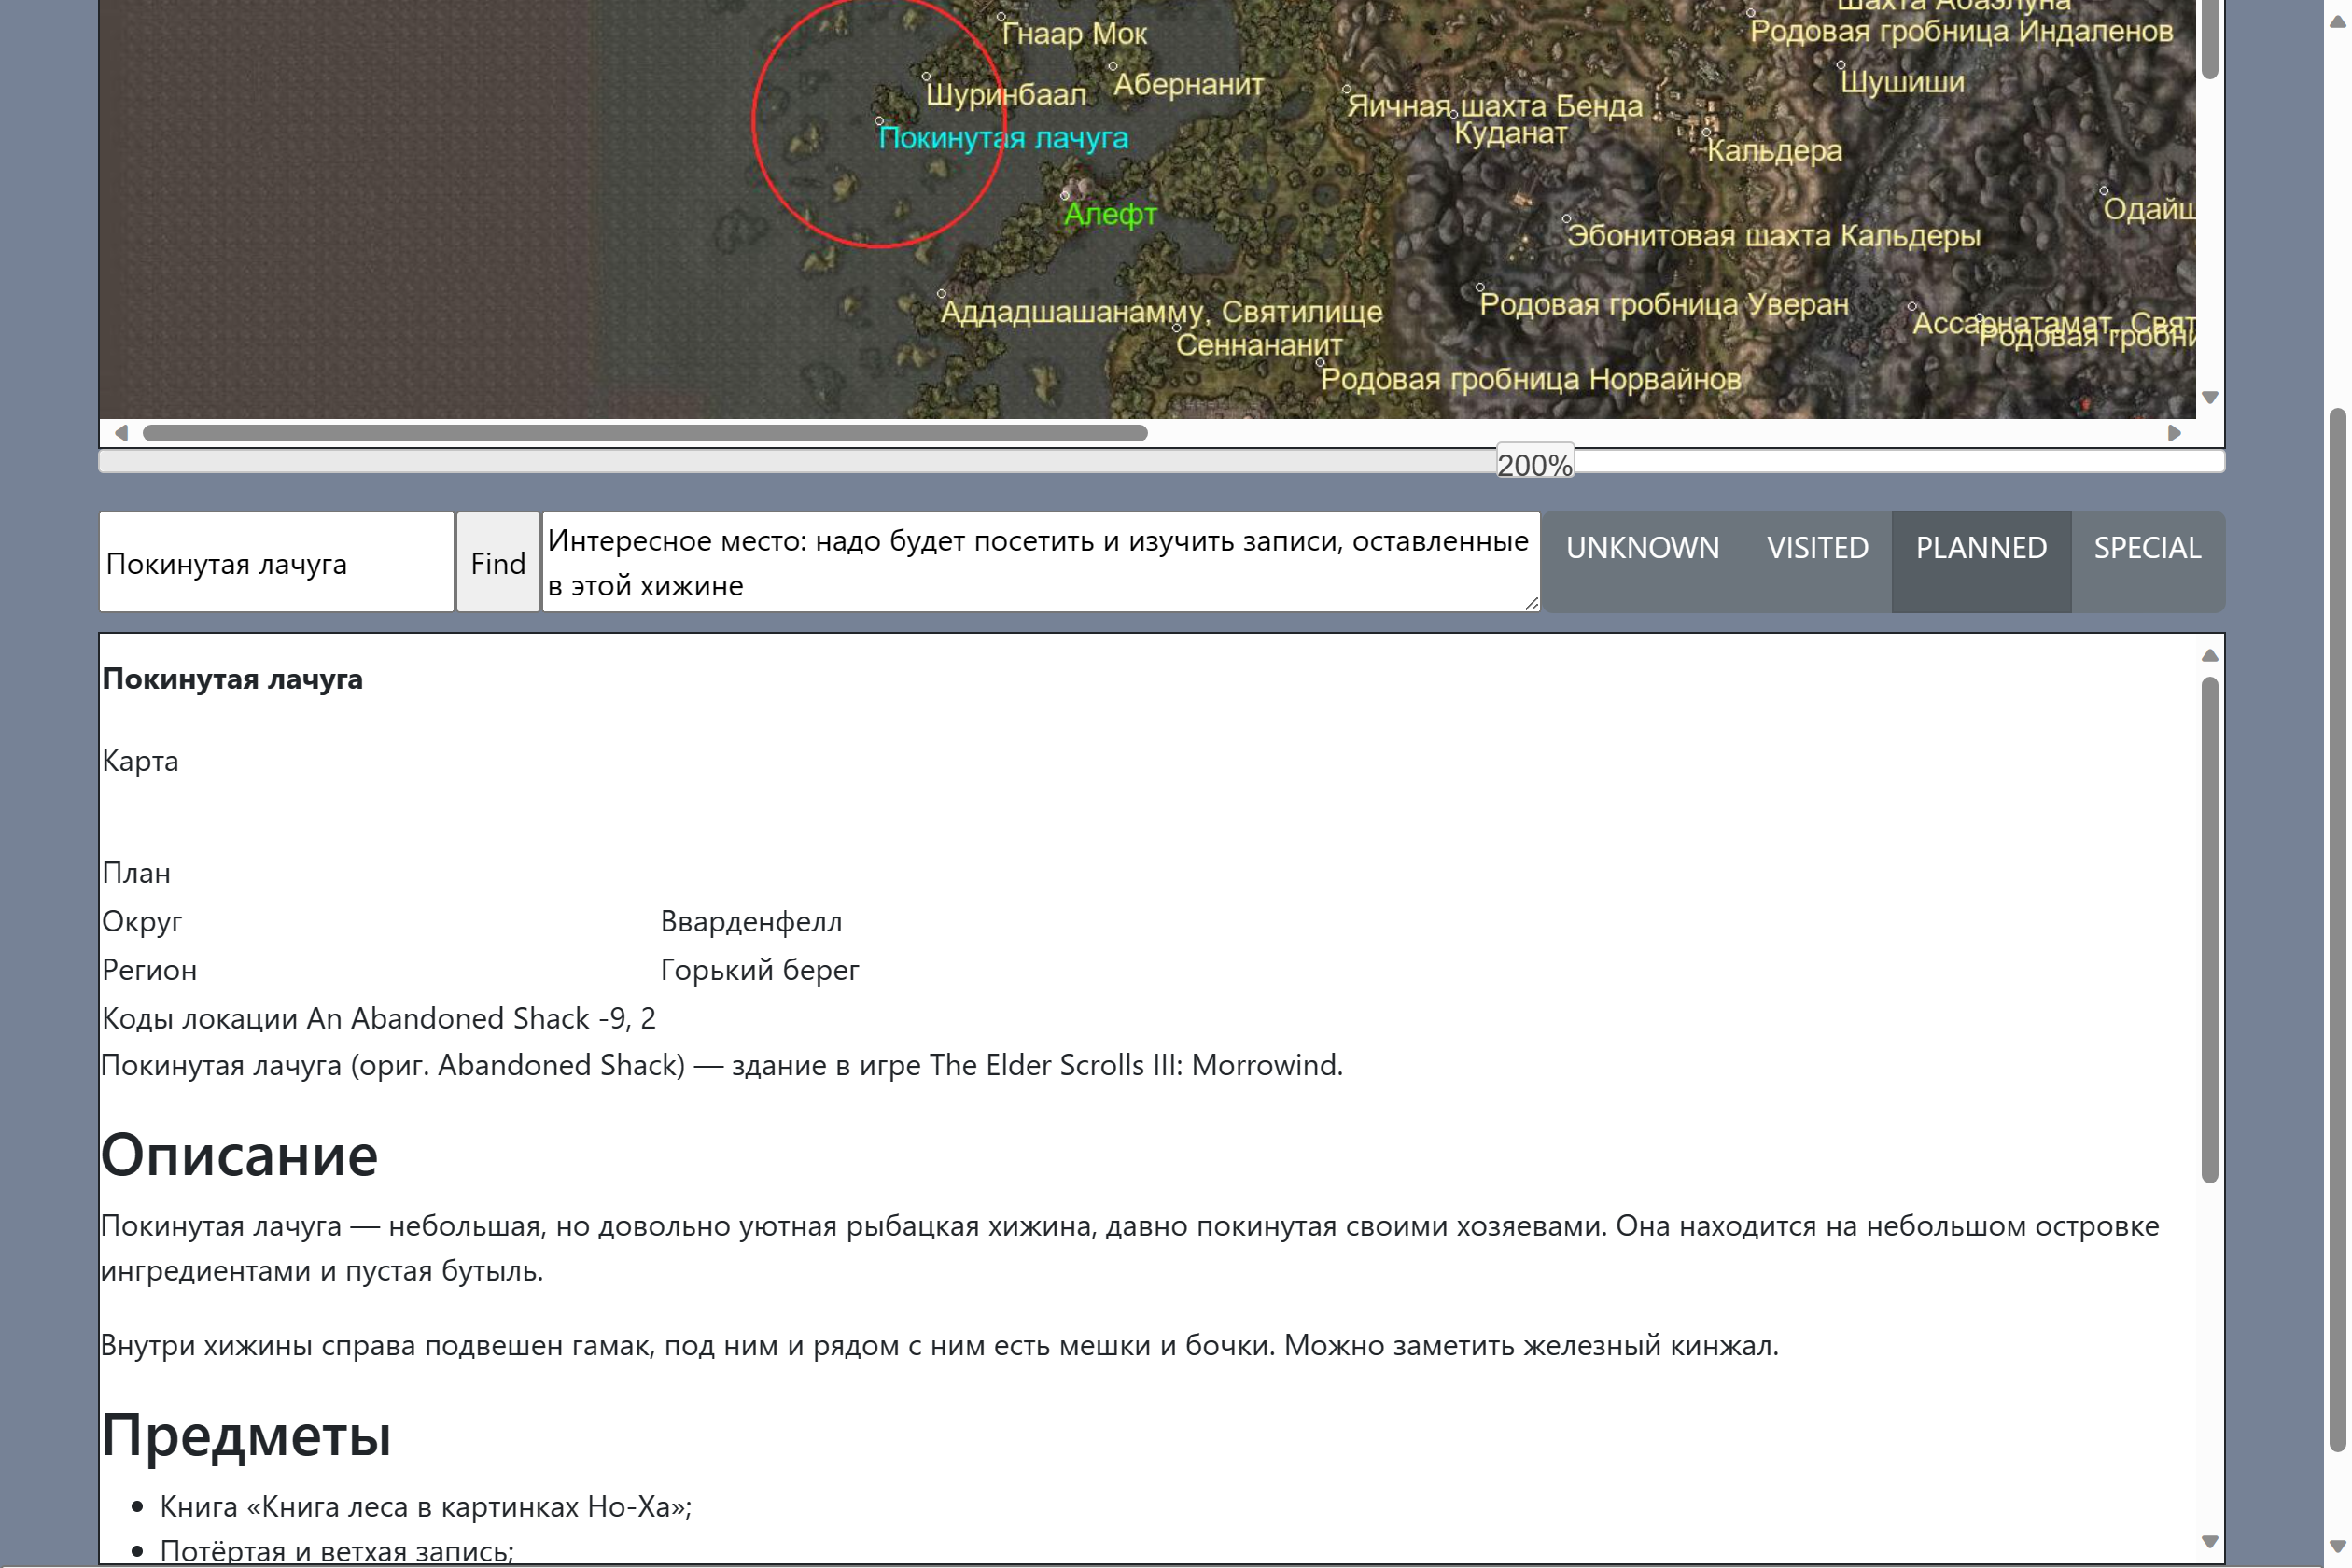 Шахта Абаэлуна
Гнаар Мок
Родовая гробница Индаленов
Абернанит
Шушиши
Шуринбаал
Яичная шахта Бенда
Покинутая лачуга
Куданат
Кальдера
Алефт
Одайш
Эбонитовая шахта Кальдеры
Аддадшашанамму, Святилище
Родовая гробница Уверан
Ассарнатамат, Свят
Родовая гробни
Сеннананит
Родовая гробница Норвайнов
200%
Покинутая лачуга
Find
Интересное место: надо будет посетить и изучить записи, оставленные
в этой хижине
UNKNOWN VISITED PLANNED SPECIAL
Покинутая лачуга
Карта
План
Округ Вварденфелл
Регион Горький берег
Коды локации An Abandoned Shack -9, 2
Покинутая лачуга (ориг. Abandoned Shack) — здание в игре The Elder Scrolls III: Morrowind.
Описание
Покинутая лачуга — небольшая, но довольно уютная рыбацкая хижина, давно покинутая своими хозяевами. Она находится на небольшом островке
ингредиентами и пустая бутыль.
Внутри хижины справа подвешен гамак, под ним и рядом с ним есть мешки и бочки. Можно заметить железный кинжал.
Предметы
• Книга «Книга леса в картинках Но-Ха»;
• Потёртая и ветхая запись;